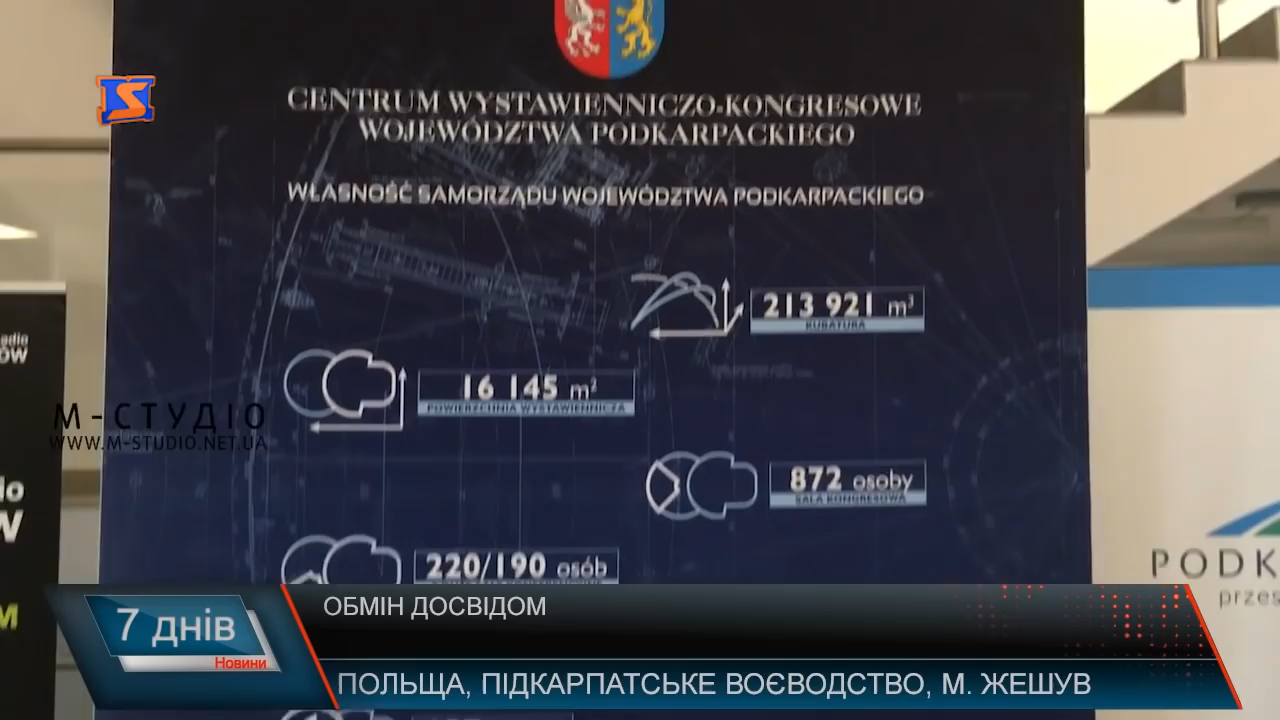 CENTRUM WYSTAWIENNICZO-KONGRESOWE
WOJEWÓDZTWA PODKARPACKIEGO
WŁASNOŚĆ SAMORZĄDU WOJEWÓDZTWA PODKARPACKIEGO
213 921 m³
KUBATURA
16 145 m²
POWIERZCHNIA WYSTAWIENNICZA
872 osoby
SALA KONGRESOWA
220/190 osób
М-СТУДІО
WWW.M-STUDIO.NET.UA
PODK
przes
7 днів
Новини
ОБМІН ДОСВІДОМ
ПОЛЬЩА, ПІДКАРПАТСЬКЕ ВОЄВОДСТВО, М. ЖЕШУВ